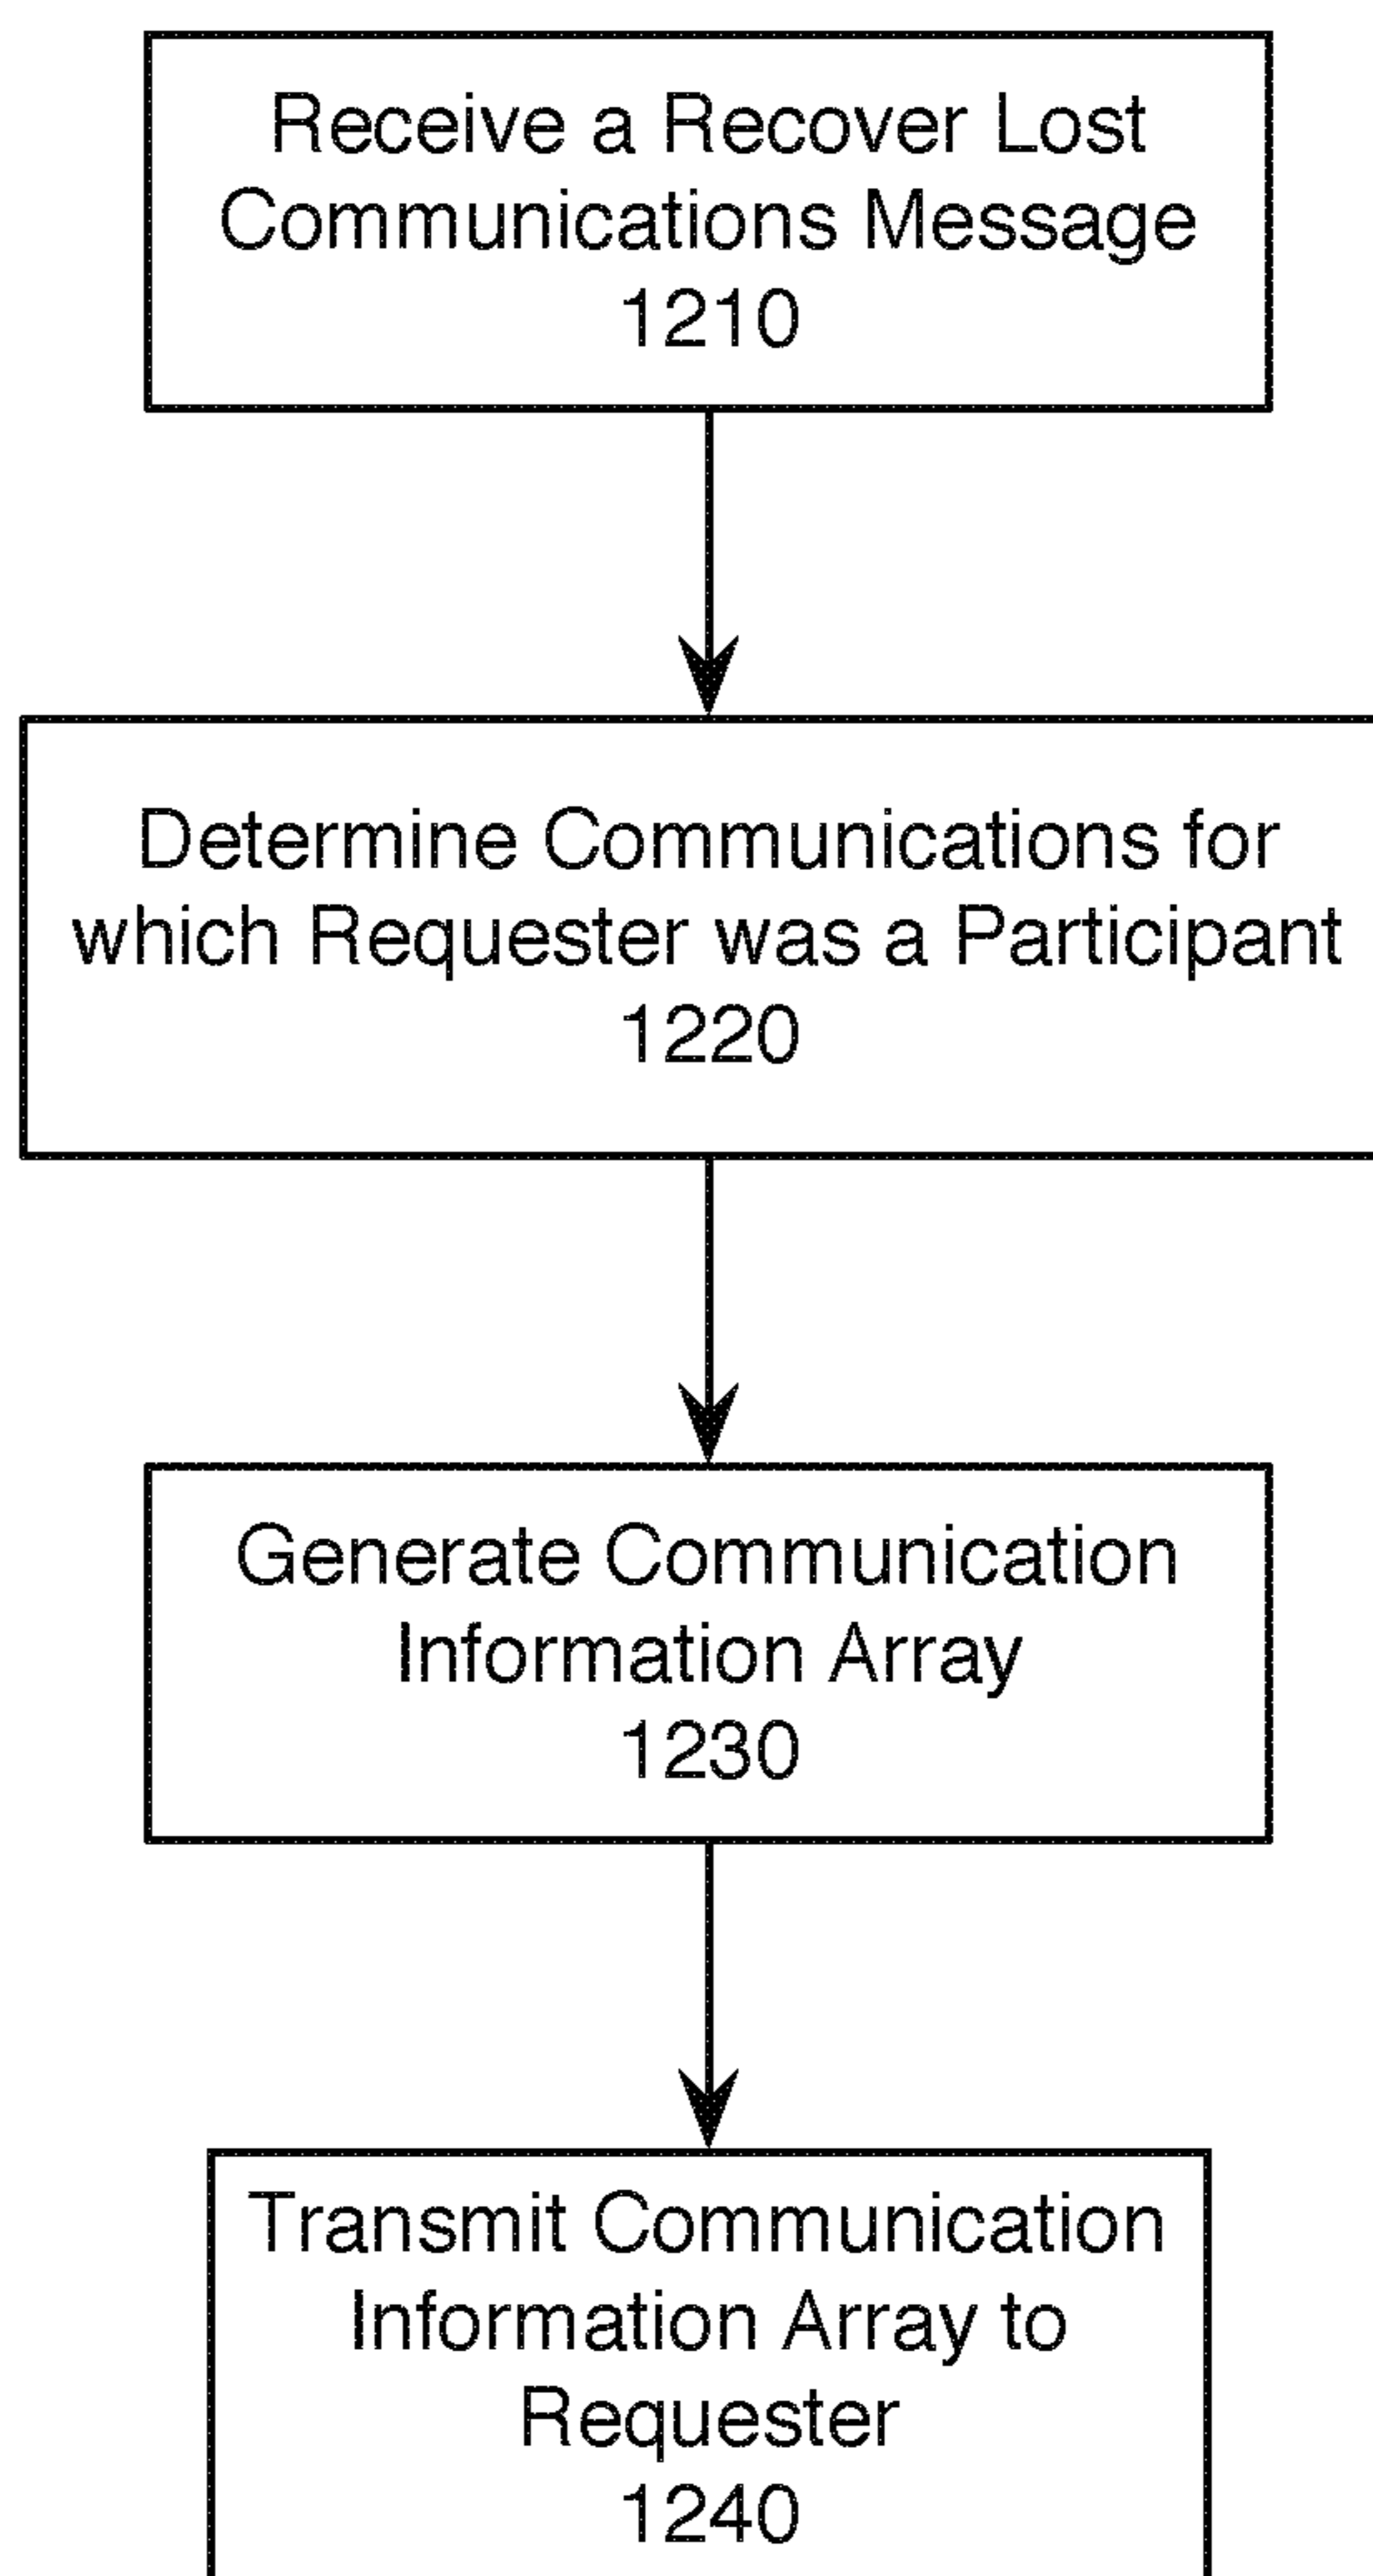 Receive a Recover Lost
Communications Message
1210
Determine Communications for
which Requester was a Participant
1220
Generate Communication
Information Array
1230
Transmit Communication
Information Array to
Requester
1240